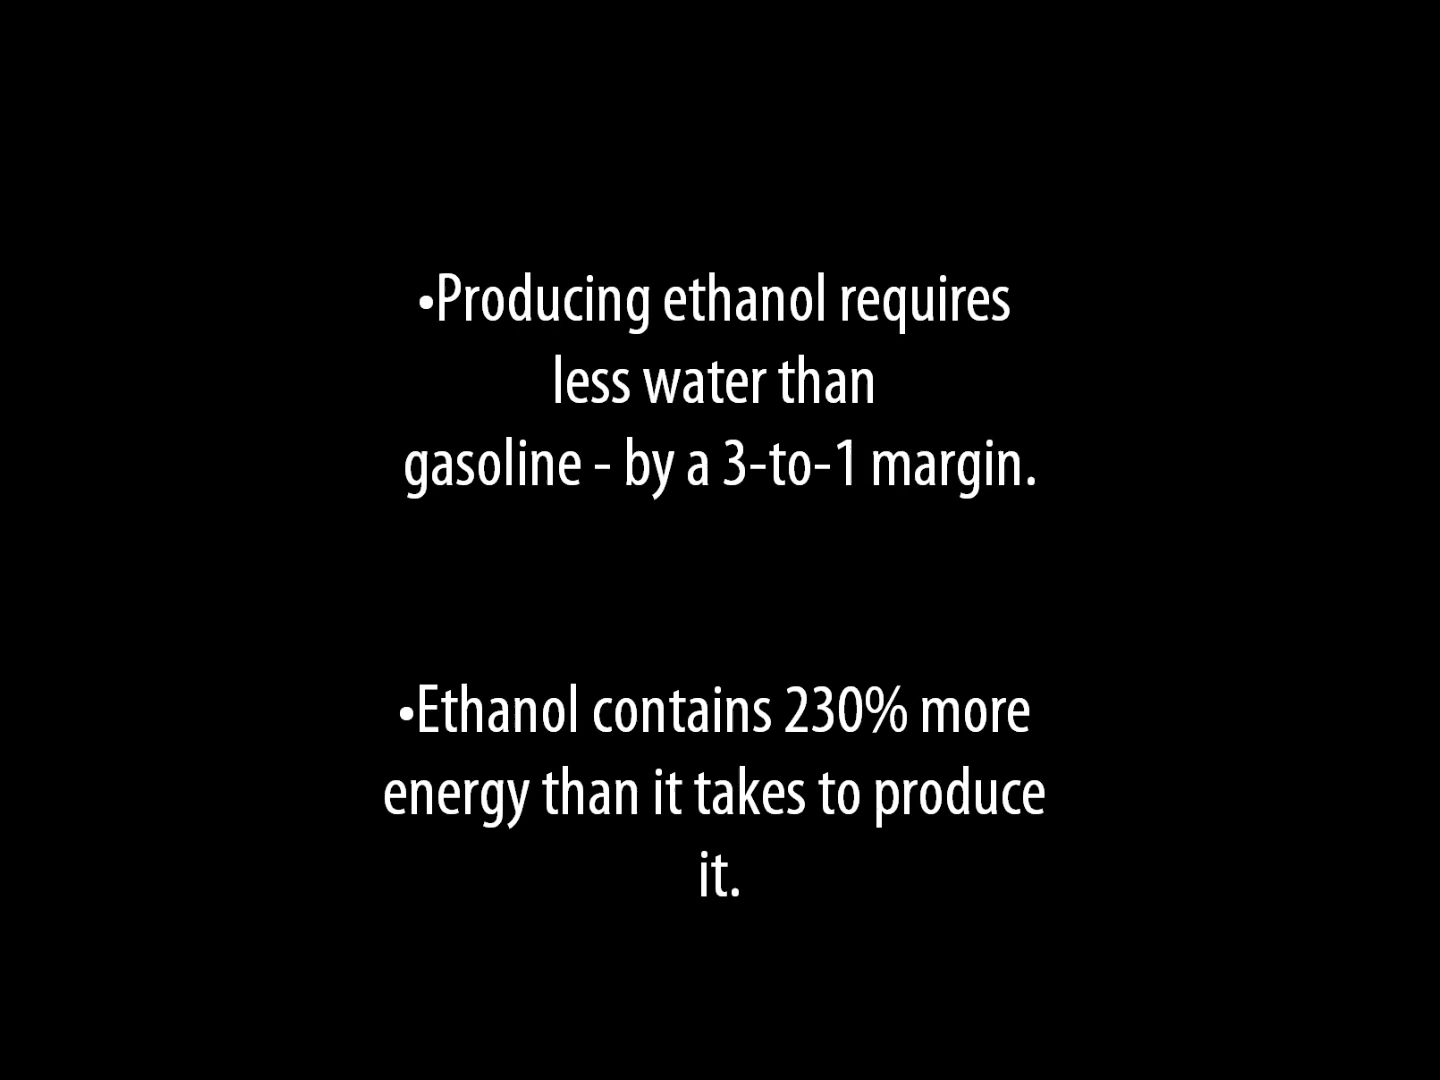 •Producing ethanol requires
less water than
gasoline - by a 3-to-1 margin.
•Ethanol contains 230% more
energy than it takes to produce
it.